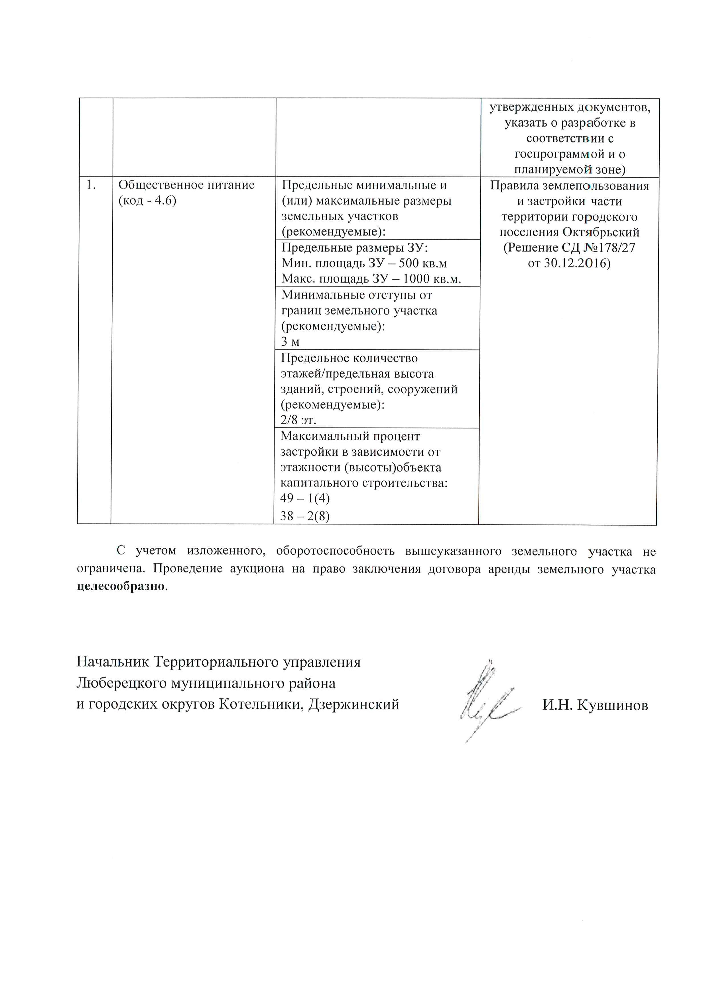 утвержденных документов,
указать о разработке в
соответствии с
госпрограммой и о
планируемой зоне)
1.
Общественное питание
(код - 4.6)
Предельные минимальные и
(или) максимальные размеры
земельных участков
(рекомендуемые):
Предельные размеры ЗУ:
Мин. площадь ЗУ – 500 кв.м
Макс. площадь ЗУ – 1000 кв.м.
Минимальные отступы от
границ земельного участка
(рекомендуемые):
3 м
Предельное количество
этажей/предельная высота
зданий, строений, сооружений
(рекомендуемые):
2/8 эт.
Максимальный процент
застройки в зависимости от
этажности (высоты)объекта
капитального строительства:
49 – 1(4)
38 – 2(8)
Правила землепользования
и застройки части
территории городского
поселения Октябрьский
(Решение СД №178/27
от 30.12.2016)
С учетом изложенного, оборотоспособность вышеуказанного земельного участка не
ограничена. Проведение аукциона на право заключения договора аренды земельного участка
целесообразно.
Начальник Территориального управления
Люберецкого муниципального района
и городских округов Котельники, Дзержинский
И.Н. Кувшинов